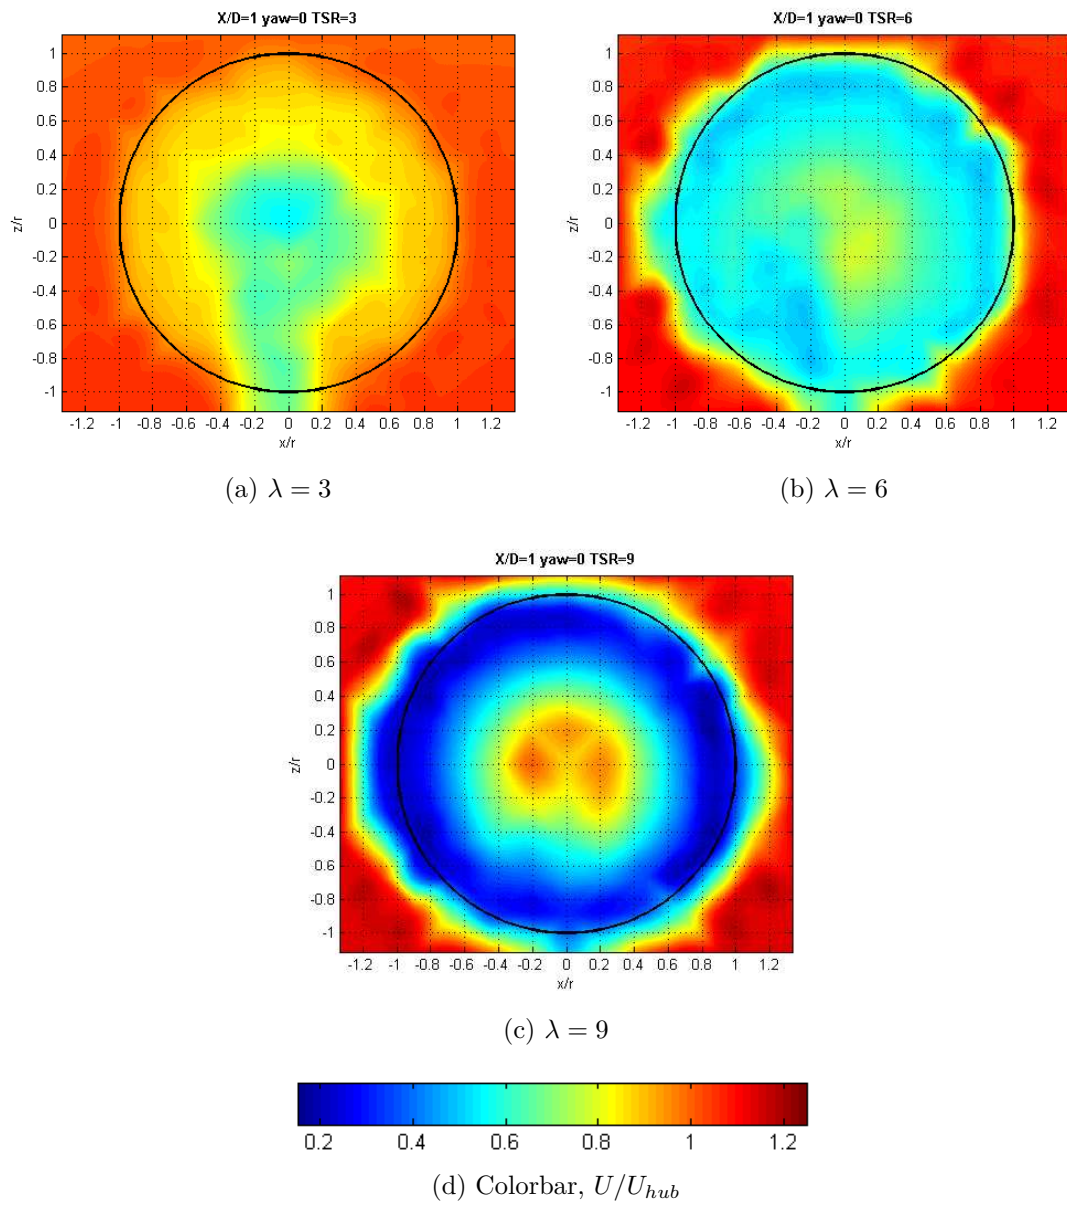 X/D=1 yaw=0 TSR=3
1
0.8
0.6
0.4
0.2
0
-0.2
-0.4
-0.6
-0.8
-1
z/r
-1.2 -1 -0.8 -0.6 -0.4 -0.2 0 0.2 0.4 0.6 0.8 1 1.2
x/r
(a) λ = 3
X/D=1 yaw=0 TSR=6
1
0.8
0.6
0.4
0.2
0
-0.2
-0.4
-0.6
-0.8
-1
z/r
-1.2 -1 -0.8 -0.6 -0.4 -0.2 0 0.2 0.4 0.6 0.8 1 1.2
x/r
(b) λ = 6
X/D=1 yaw=0 TSR=9
1
0.8
0.6
0.4
0.2
0
-0.2
-0.4
-0.6
-0.8
-1
z/r
-1.2 -1 -0.8 -0.6 -0.4 -0.2 0 0.2 0.4 0.6 0.8 1 1.2
x/r
(c) λ = 9
0.2 0.4 0.6 0.8 1 1.2
(d) Colorbar, U/U_hub